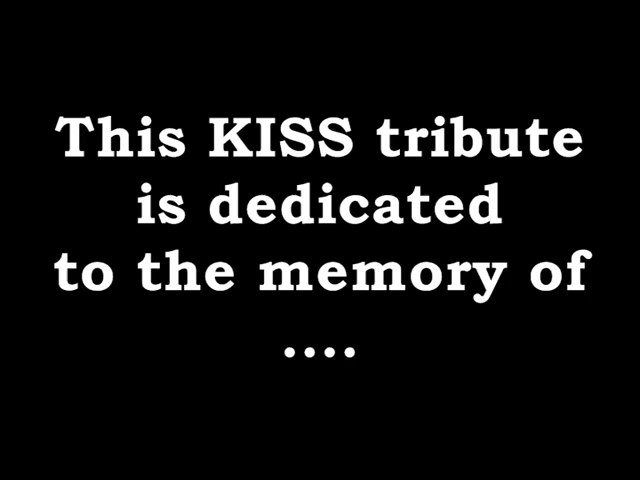 This KISS tribute
is dedicated
to the memory of
....